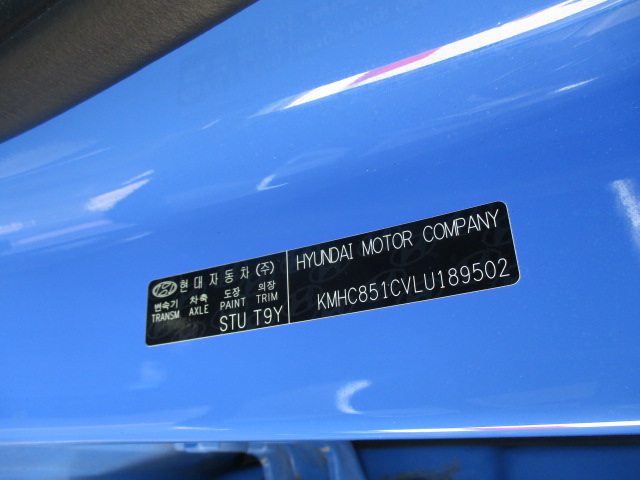 현대자동차(주)
변속기 차축 도장 의장
TRANSM AXLE PAINT TRIM
STU T9Y
HYUNDAI MOTOR COMPANY
KMHC851CVLU189502